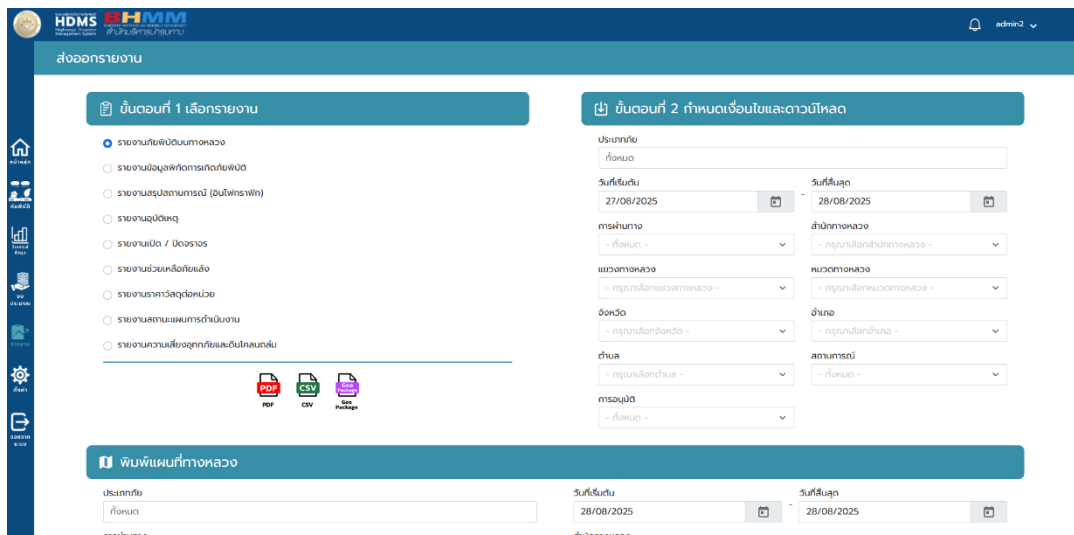 HDMS
BHMM
สำนักบริหารบำรุงทาง
admin2
ส่งออกรายงาน
ขั้นตอนที่ 1 เลือกรายงาน
รายงานภัยพิบัติบนทางหลวง
รายงานข้อมูลพิกัดการเกิดภัยพิบัติ
รายงานสรุปสถานการณ์ (อินโฟกราฟิก)
รายงานอุบัติเหตุ
รายงานเปิด / ปิดจราจร
รายงานช่วยเหลือภัยแล้ง
รายงานราคาวัสดุต่อหน่วย
รายงานสถานะแผนการดำเนินงาน
รายงานความเสี่ยงอุทกภัยและดินโคลนถล่ม
PDF CSV Geo Package
PDF CSV Geo Package
ขั้นตอนที่ 2 กำหนดเงื่อนไขและดาวน์โหลด
ประเภทภัย
ทั้งหมด
วันที่เริ่มต้น วันที่สิ้นสุด
27/08/2025 - 28/08/2025
การผ่านทาง สำนักทางหลวง
- ทั้งหมด - - กรุณาเลือกสำนักทางหลวง -
แขวงทางหลวง หมวดทางหลวง
- กรุณาเลือกแขวงทางหลวง - - กรุณาเลือกหมวดทางหลวง -
จังหวัด อำเภอ
- กรุณาเลือกจังหวัด - - กรุณาเลือกอำเภอ -
ตำบล สถานการณ์
- กรุณาเลือกตำบล - - ทั้งหมด -
การอนุมัติ
- ทั้งหมด -
พิมพ์แผนที่ทางหลวง
ประเภทภัย วันที่เริ่มต้น วันที่สิ้นสุด
ทั้งหมด 28/08/2025 - 28/08/2025
หน้าหลัก
ภัยพิบัติ
รายงาน
ตั้งค่า
ออกจาก
ระบบ